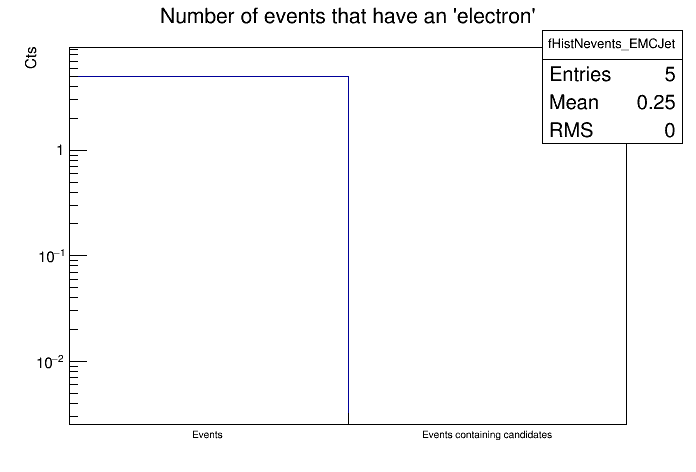 Number of events that have an 'electron'
Cts
fHistNevents_EMCJet
Entries 5
Mean 0.25
RMS 0
1
10⁻¹
10⁻²
Events
Events containing candidates